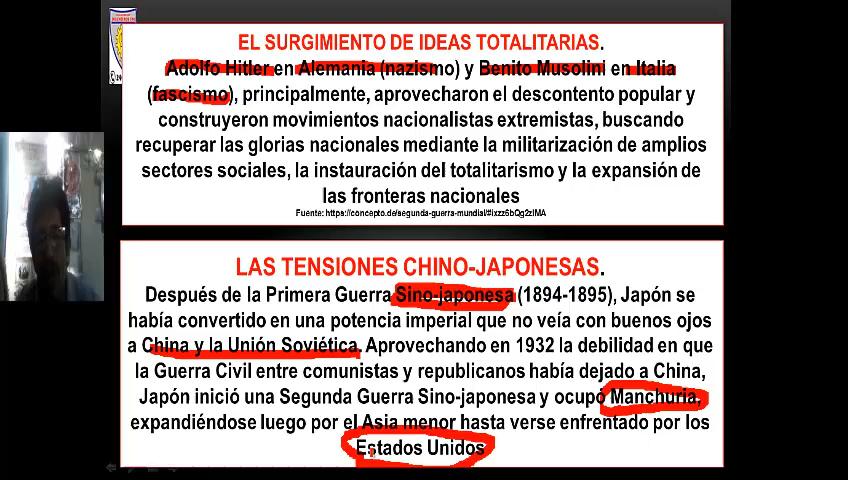 EL SURGIMIENTO DE IDEAS TOTALITARIAS.
Adolfo Hitler en Alemania (nazismo) y Benito Musolini en Italia
(fascismo), principalmente, aprovecharon el descontento popular y
construyeron movimientos nacionalistas extremistas, buscando
recuperar las glorias nacionales mediante la militarización de amplios
sectores sociales, la instauración del totalitarismo y la expansión de
las fronteras nacionales
Fuente: https://concepto.de/segunda-guerra-mundial/#ixzz6bQg2zIMA
LAS TENSIONES CHINO-JAPONESAS.
Después de la Primera Guerra Sino-japonesa (1894-1895), Japón se
había convertido en una potencia imperial que no veía con buenos ojos
a China y la Unión Soviética. Aprovechando en 1932 la debilidad en que
la Guerra Civil entre comunistas y republicanos había dejado a China,
Japón inició una Segunda Guerra Sino-japonesa y ocupó Manchuria,
expandiéndose luego por el Asia menor hasta verse enfrentado por los
Estados Unidos